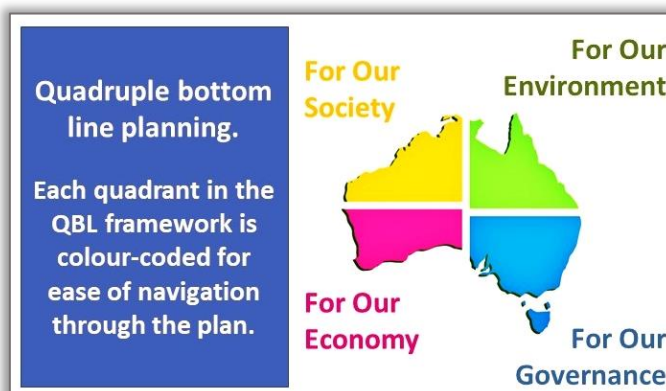 Quadruple bottom
line planning.
Each quadrant in the
QBL framework is
colour-coded for
ease of navigation
through the plan.
For Our
Society
For Our
Environment
For Our
Economy
For Our
Governance